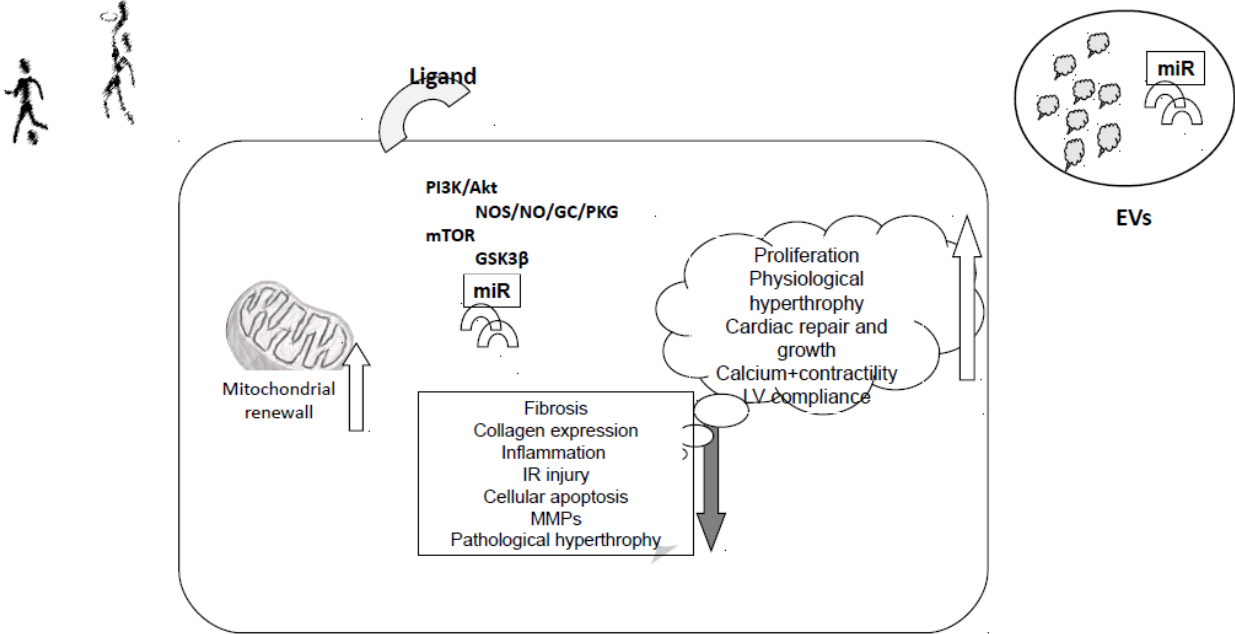 Ligand
miR
EVs
PI3K/Akt
NOS/NO/GC/PKG
mTOR
GSK3β
miR
Mitochondrial
renewall
Proliferation
Physiological
hyperthrophy
Cardiac repair and
growth
Calcium+contractility
LV compliance
Fibrosis
Collagen expression
Inflammation
IR injury
Cellular apoptosis
MMPs
Pathological hyperthrophy